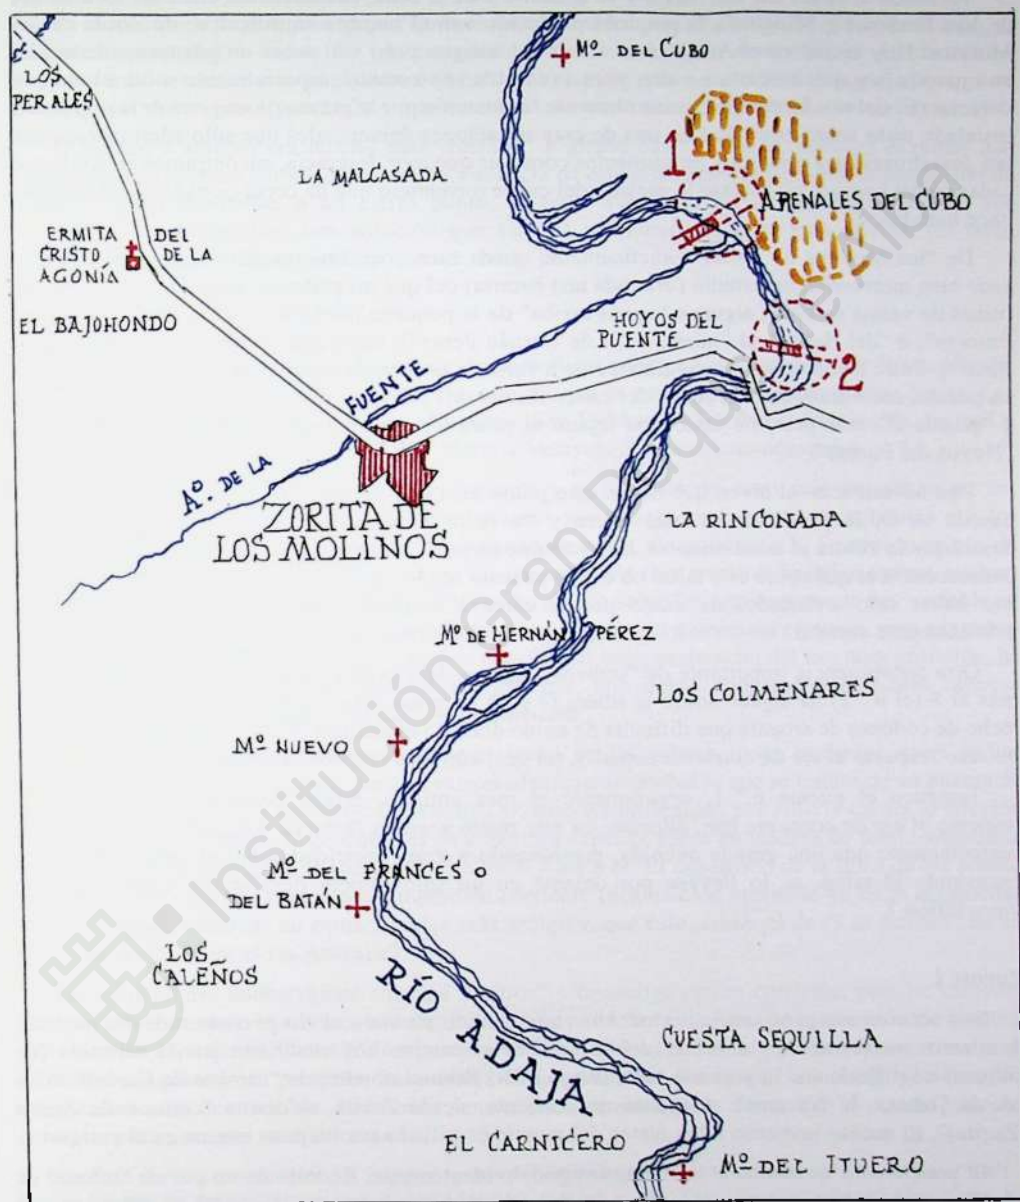 Mº DEL CUBO
LOS
PERALES
LA MALCASADA
1
ARENALES DEL CUBO
ERMITA DEL
CRISTO DE LA
AGONÍA
EL BAJOHONDO
HOYOS DEL
PUENTE
2
Aº. DE LA FUENTE
ZORITA DE
LOS MOLINOS
LA RINCONADA
Mº DE HERNÁN PÉREZ
LOS COLMENARES
Mº NUEVO
Mº DEL FRANCES O
DEL BATÁN
LOS
CALEÑOS
RÍO ADAJA
CUESTA SEQUILLA
EL CARNICERO
Mº DEL ITUERO
Institución Gran Duque de Alba